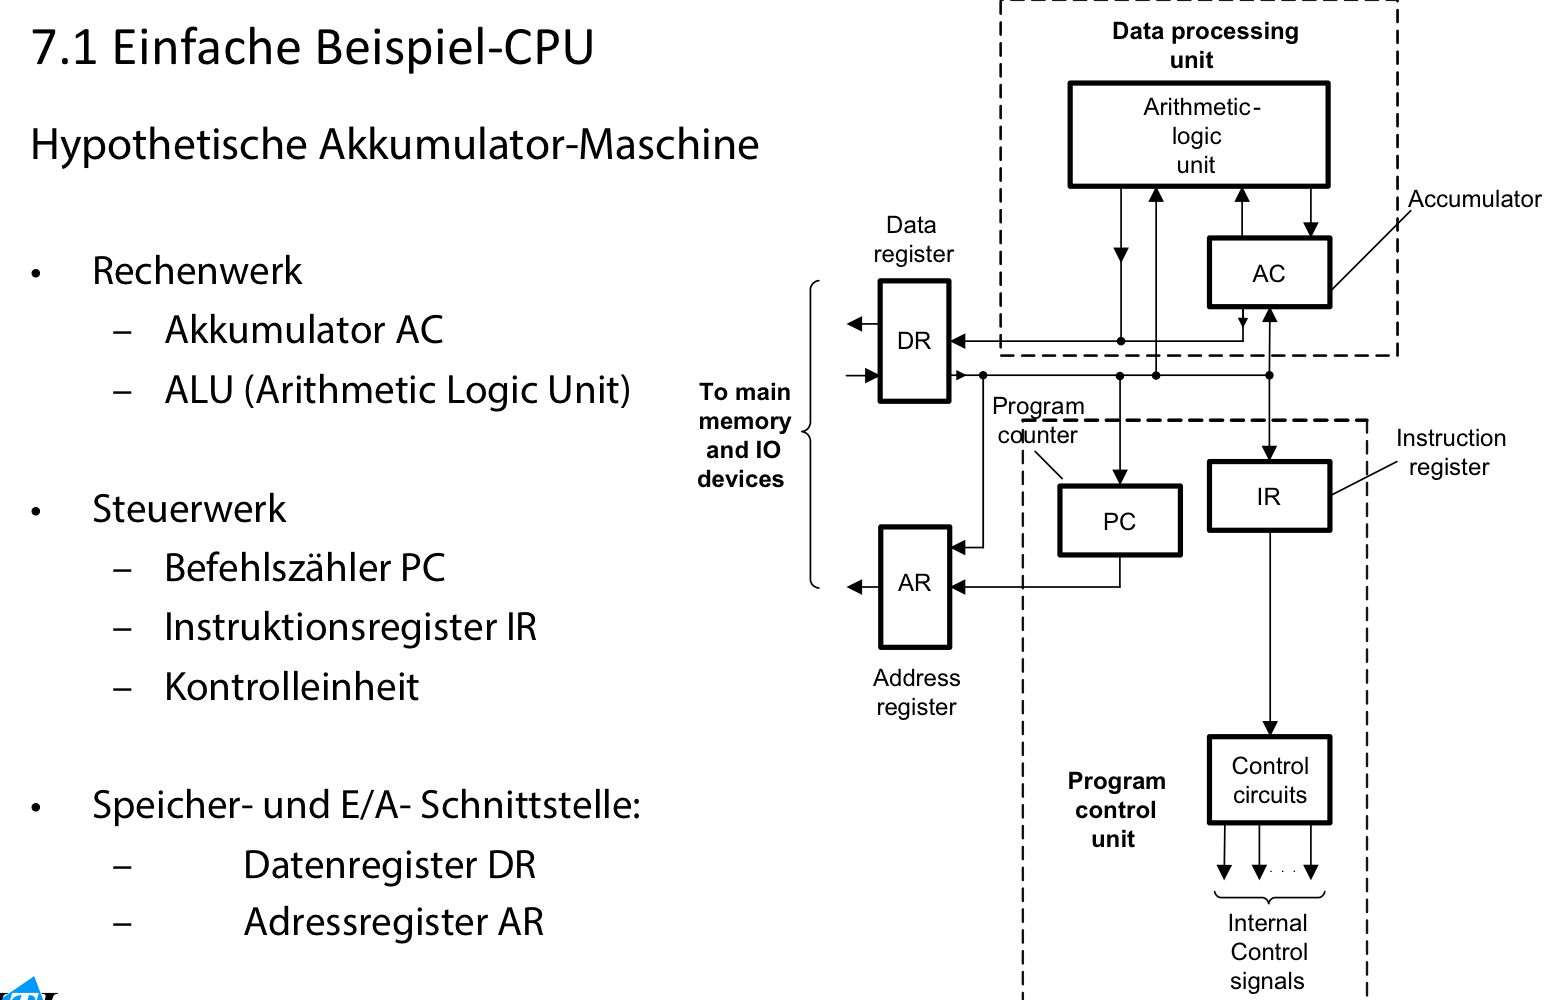 7.1 Einfache Beispiel-CPU
Hypothetische Akkumulator-Maschine
• Rechenwerk
– Akkumulator AC
– ALU (Arithmetic Logic Unit)
• Steuerwerk
– Befehlszähler PC
– Instruktionsregister IR
– Kontrolleinheit
• Speicher- und E/A- Schnittstelle:
– Datenregister DR
– Adressregister AR
Data processing
unit
Arithmetic-
logic
unit
Accumulator
AC
Data
register
DR
To main
memory
and IO
devices
Program
counter
PC
Instruction
register
IR
AR
Address
register
Program
control
unit
Control
circuits
. . .
Internal
Control
signals